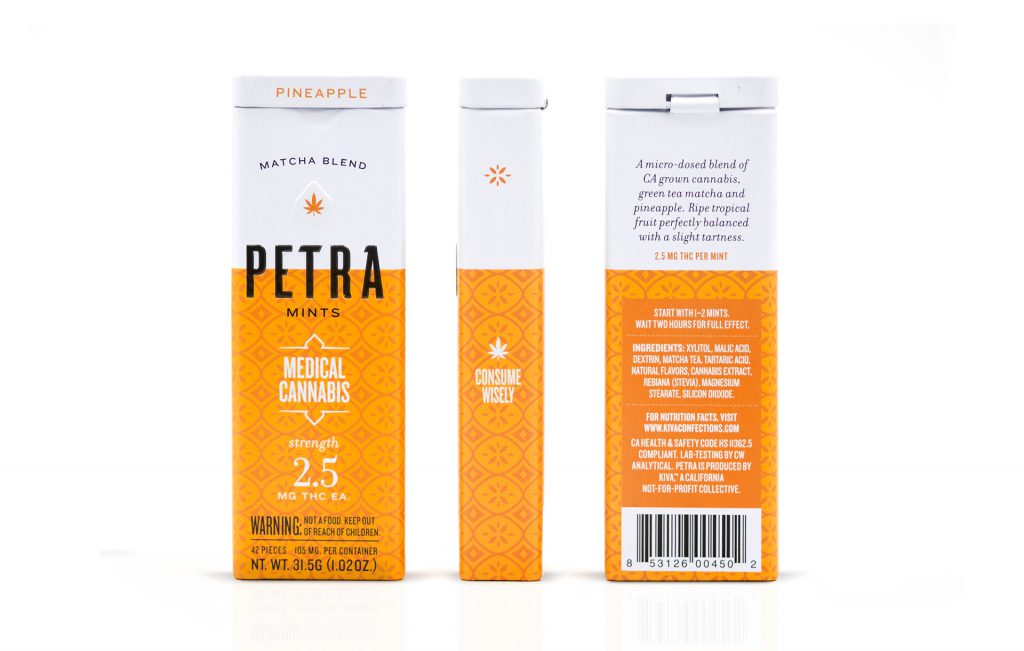 PINEAPPLE
MATCHA BLEND
PETRA
MINTS
MEDICAL
CANNABIS
strength
2.5
MG THC EA.
WARNING: NOT A FOOD. KEEP OUT
OF REACH OF CHILDREN.
42 PIECES 105 MG. PER CONTAINER
NT. WT. 31.5G (1.02OZ.)
CONSUME
WISELY
A micro-dosed blend of
CA grown cannabis,
green tea matcha and
pineapple. Ripe tropical
fruit perfectly balanced
with a slight tartness.
2.5 MG THC PER MINT
START WITH 1–2 MINTS.
WAIT TWO HOURS FOR FULL EFFECT.
INGREDIENTS: XYLITOL, MALIC ACID,
DEXTRIN, MATCHA TEA, TARTARIC ACID,
NATURAL FLAVORS, CANNABIS EXTRACT,
REBIANA (STEVIA), MAGNESIUM
STEARATE, SILICON DIOXIDE.
FOR NUTRITION FACTS, VISIT
WWW.KIVACONFECTIONS.COM
CA HEALTH & SAFETY CODE HS 11362.5
COMPLIANT. LAB-TESTING BY CW
ANALYTICAL. PETRA IS PRODUCED BY
KIVA,™ A CALIFORNIA
NOT-FOR-PROFIT COLLECTIVE.
8 53126 00450 2